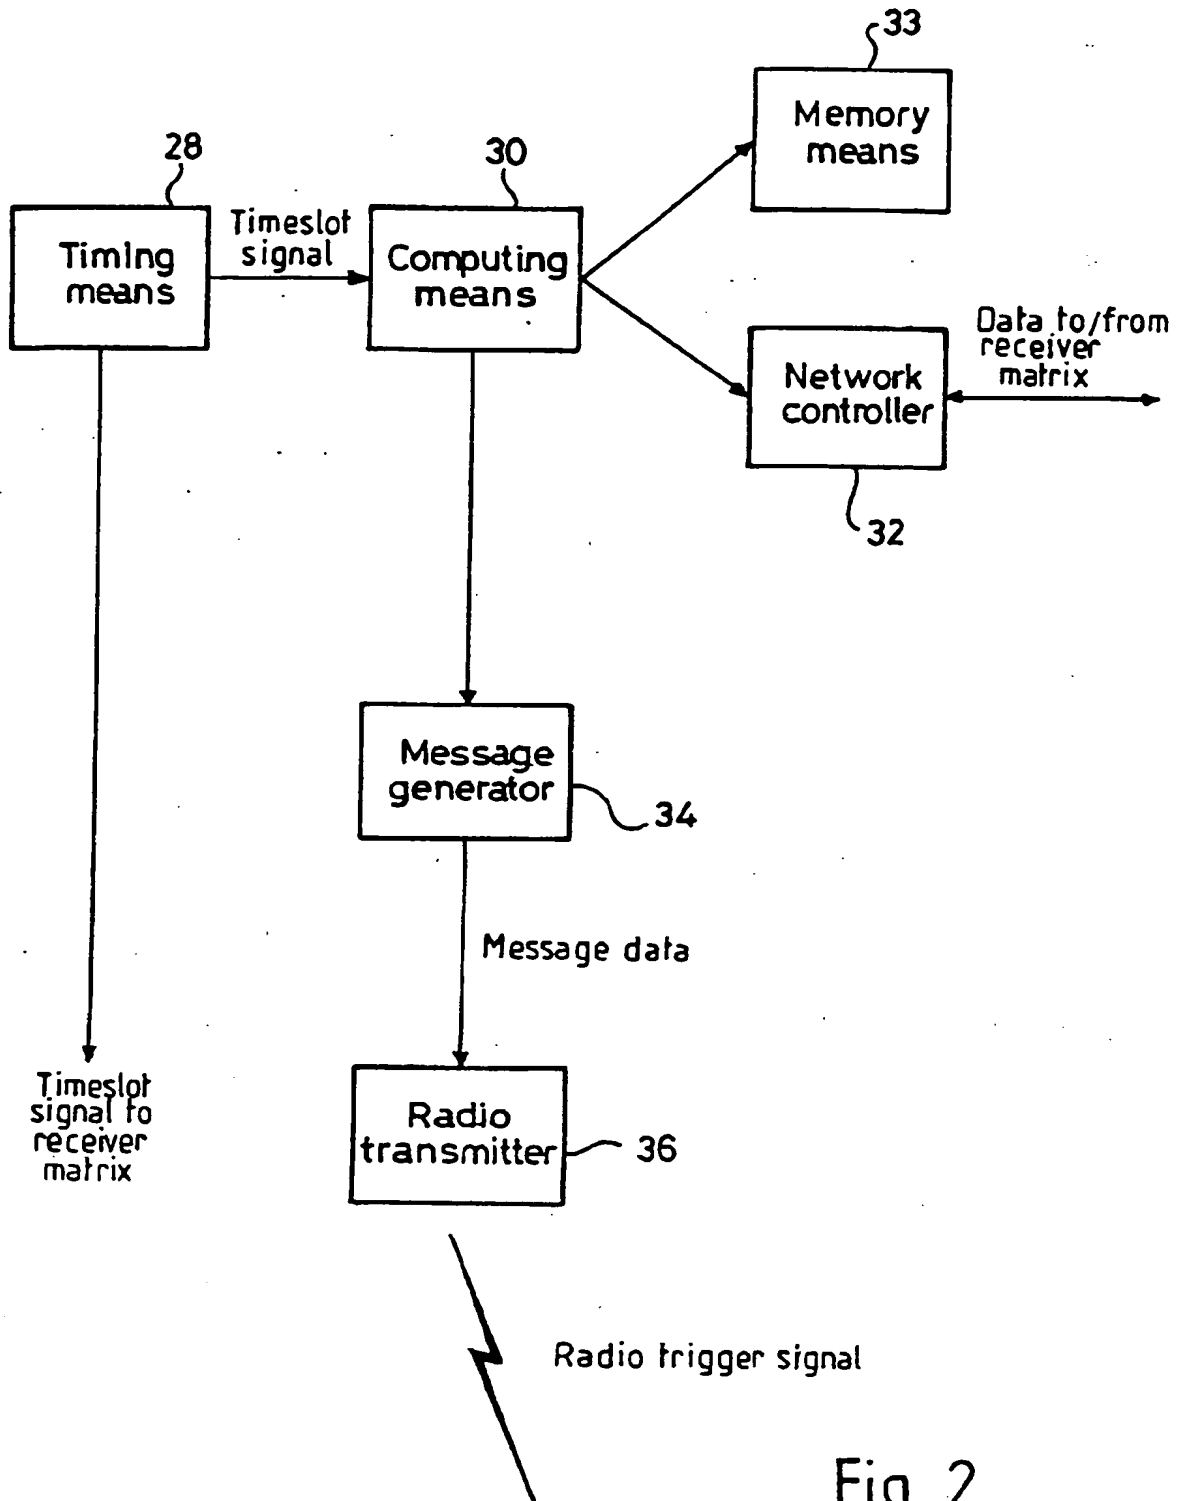 33
Memory
means
28
30
Timeslot
signal
Timing
means
Computing
means
Data to/from
receiver
matrix
Network
controller
32
Message
generator
34
Message data
Timeslot
signal to
receiver
matrix
Radio
transmitter
36
Radio trigger signal
Fig. 2